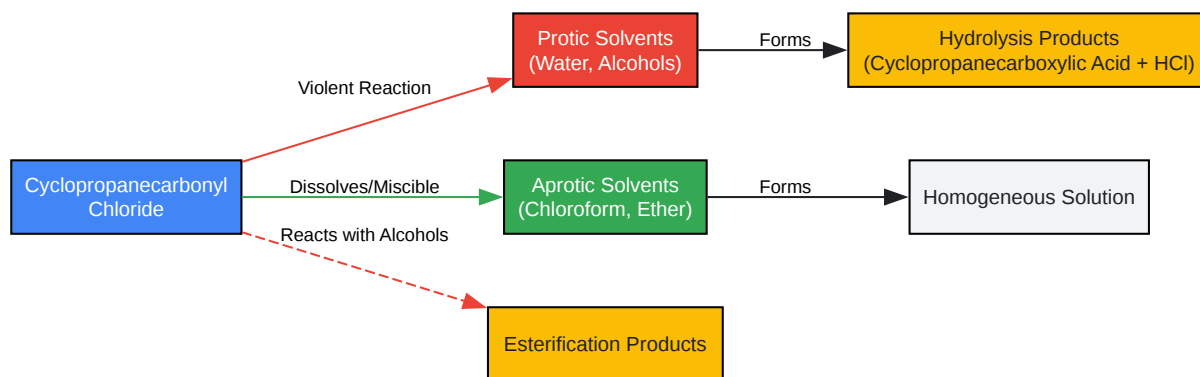 Protic Solvents
(Water, Alcohols)
Forms
Hydrolysis Products
(Cyclopropanecarboxylic Acid + HCl)
Violent Reaction
Cyclopropanecarbonyl
Chloride
Dissolves/Miscible
Aprotic Solvents
(Chloroform, Ether)
Forms
Homogeneous Solution
Reacts with Alcohols
Esterification Products